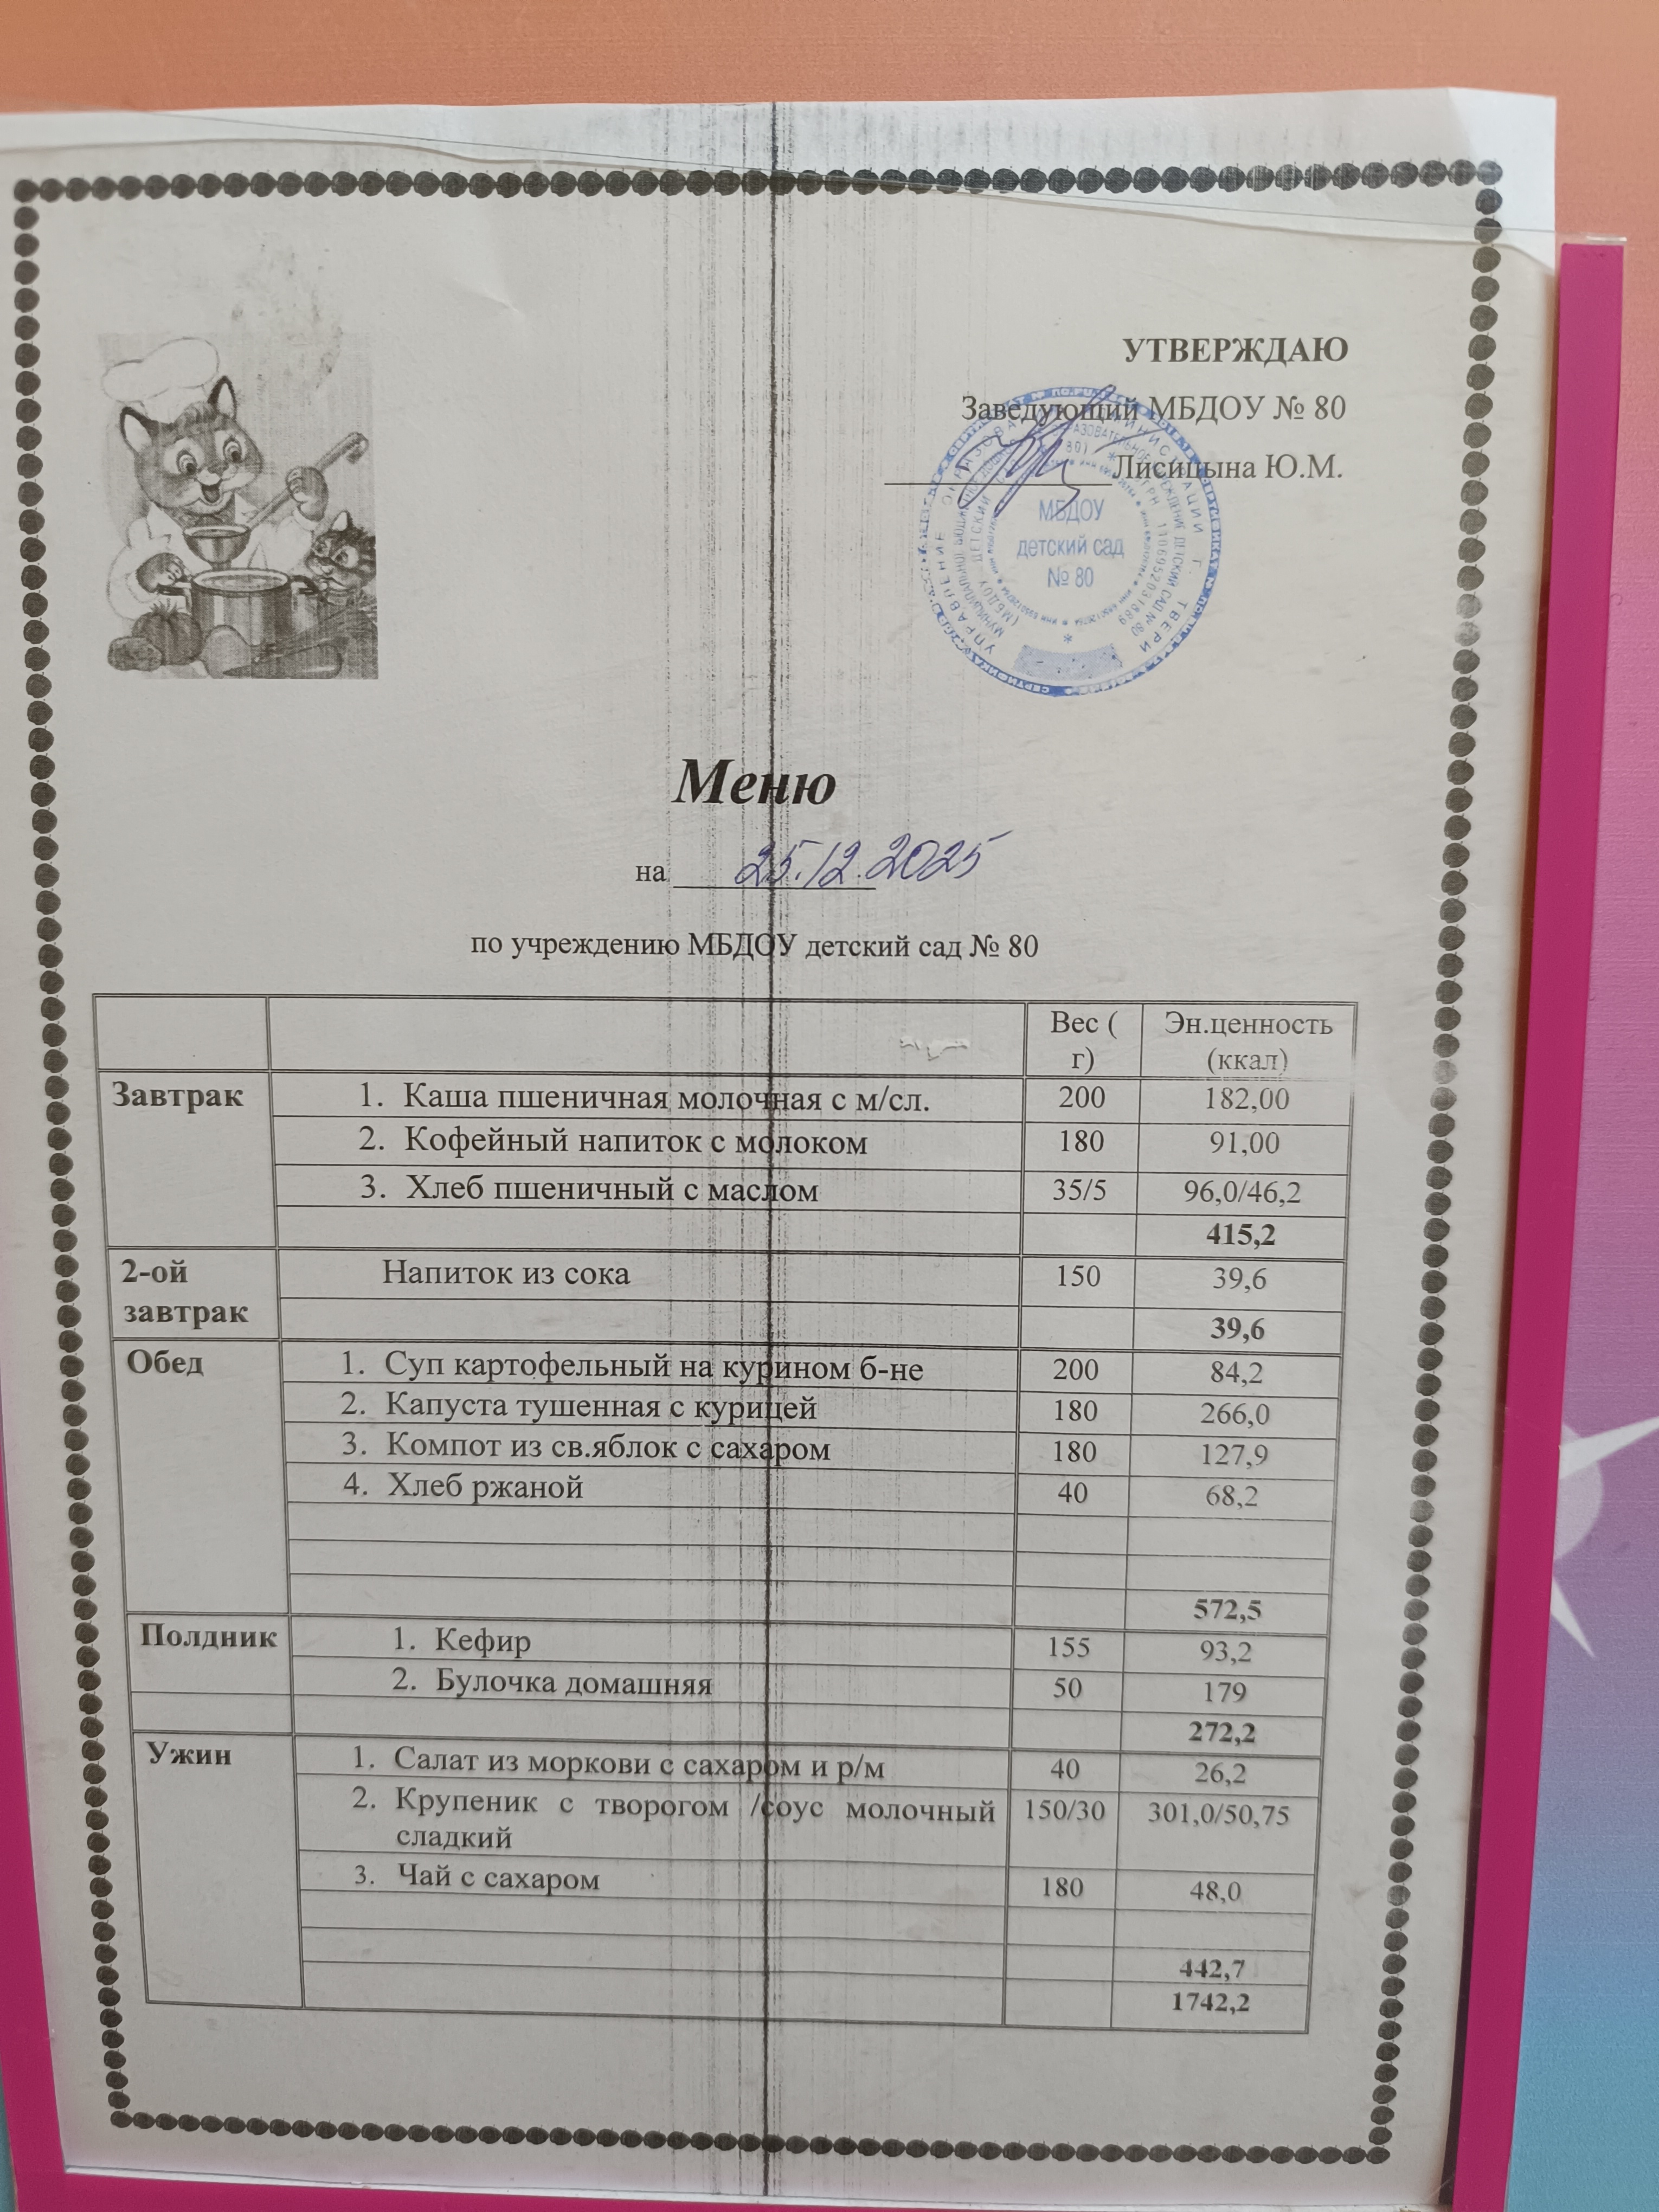 УТВЕРЖДАЮ
Заведующий МБДОУ № 80
Лисицына Ю.М.
МБДОУ
детский сад
№ 80
Меню
на 25.12.2025
по учреждению МБДОУ детский сад № 80
Вес ( г) Эн.ценность (ккал)
Завтрак 1. Каша пшеничная молочная с м/сл. 200 182,00
2. Кофейный напиток с молоком 180 91,00
3. Хлеб пшеничный с маслом 35/5 96,0/46,2
415,2
2-ой завтрак Напиток из сока 150 39,6
39,6
Обед 1. Суп картофельный на курином б-не 200 84,2
2. Капуста тушенная с курицей 180 266,0
3. Компот из св.яблок с сахаром 180 127,9
4. Хлеб ржаной 40 68,2
572,5
Полдник 1. Кефир 155 93,2
2. Булочка домашняя 50 179
272,2
Ужин 1. Салат из моркови с сахаром и р/м 40 26,2
2. Крупеник с творогом /соус молочный 150/30 301,0/50,75
сладкий
3. Чай с сахаром 180 48,0
442,7
1742,2